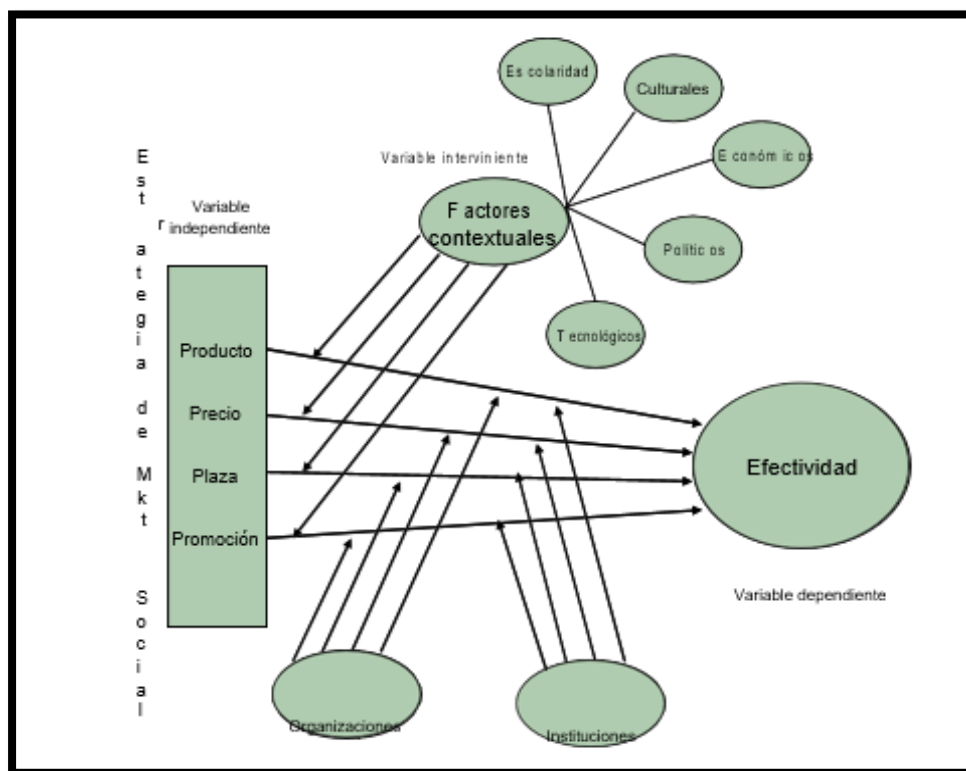 Escolaridad
Culturales
Económicos
Políticos
Tecnológicos
Variable interviniente
Factores
contextuales
Variable
independiente
Estrategia de Mkt Social
Producto
Precio
Plaza
Promoción
Efectividad
Variable dependiente
Organizaciones
Instituciones